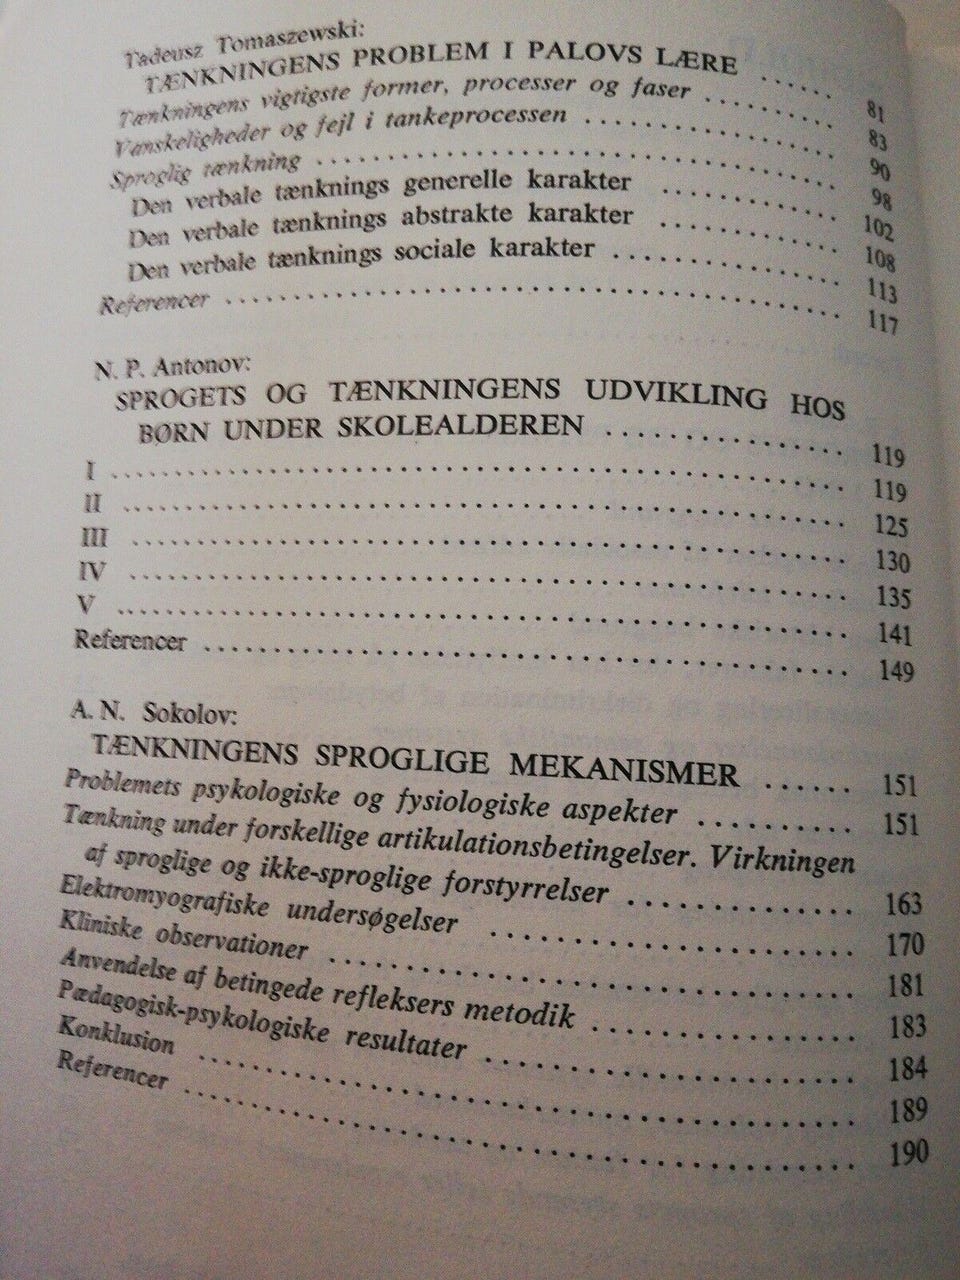 Tadeusz Tomaszewski:
TÆNKNINGENS PROBLEM I PALOVS LÆRE ...... 81
Tænkningens vigtigste former, processer og faser ........ 83
Vanskeligheder og fejl i tankeprocessen ................ 90
Sproglig tænkning ................................ 98
Den verbale tænknings generelle karakter ............ 102
Den verbale tænknings abstrakte karakter ............ 108
Den verbale tænknings sociale karakter ................ 113
Referencer ........................................ 117
N. P. Antonov:
SPROGETS OG TÆNKNINGENS UDVIKLING HOS
BØRN UNDER SKOLEALDEREN ................ 119
I ................................................ 119
II ................................................ 125
III ................................................ 130
IV ................................................ 135
V ................................................ 141
Referencer ........................................ 149
A. N. Sokolov:
TÆNKNINGENS SPROGLIGE MEKANISMER ...... 151
Problemets psykologiske og fysiologiske aspekter .......... 151
Tænkning under forskellige artikulationsbetingelser. Virkningen
af sproglige og ikke-sproglige forstyrrelser .............. 163
Elektromyografiske undersøgelser ...................... 170
Kliniske observationer ................................ 181
Anvendelse af betingede refleksers metodik .............. 183
Pædagogisk-psykologiske resultater ...................... 184
Konklusion ........................................ 189
Referencer ........................................ 190